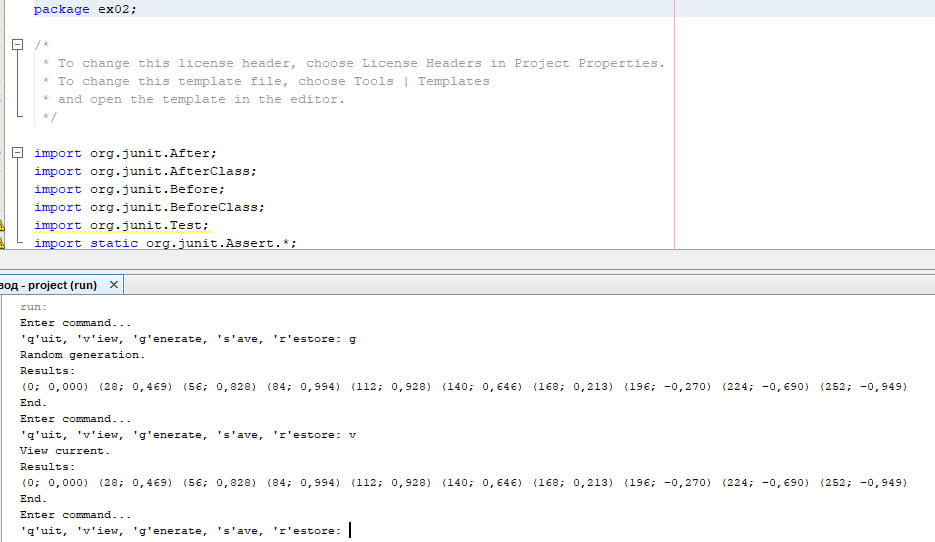 package ex02;
/*
* To change this license header, choose License Headers in Project Properties.
* To change this template file, choose Tools | Templates
* and open the template in the editor.
*/
import org.junit.After;
import org.junit.AfterClass;
import org.junit.Before;
import org.junit.BeforeClass;
import org.junit.Test;
import static org.junit.Assert.*;
вод - project (run)
run:
Enter command...
'q'uit, 'v'iew, 'g'enerate, 's'ave, 'r'estore: g
Random generation.
Results:
(0; 0,000) (28; 0,469) (56; 0,828) (84; 0,994) (112; 0,928) (140; 0,646) (168; 0,213) (196; -0,270) (224; -0,690) (252; -0,949)
End.
Enter command...
'q'uit, 'v'iew, 'g'enerate, 's'ave, 'r'estore: v
View current.
Results:
(0; 0,000) (28; 0,469) (56; 0,828) (84; 0,994) (112; 0,928) (140; 0,646) (168; 0,213) (196; -0,270) (224; -0,690) (252; -0,949)
End.
Enter command...
'q'uit, 'v'iew, 'g'enerate, 's'ave, 'r'estore: